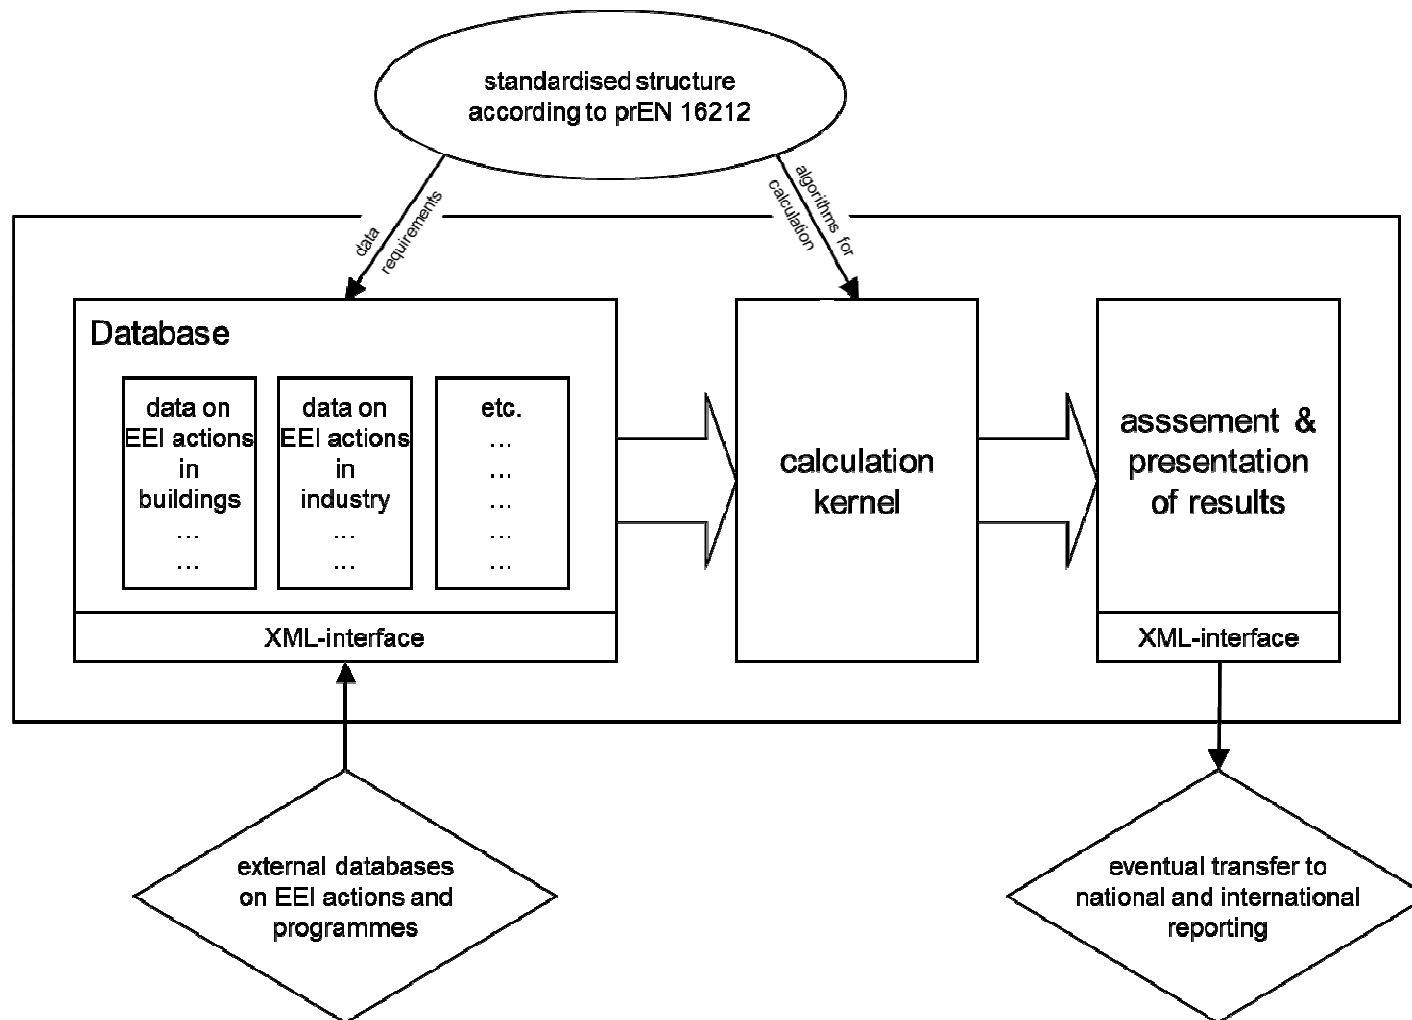 standardised structure
according to prEN 16212
data
requirements
algorithms for
calculation
Database
data on
EEI actions
in
buildings
...
...
data on
EEI actions
in
industry
...
...
etc.
...
...
...
...
XML-interface
calculation
kernel
asssement &
presentation
of results
XML-interface
external databases
on EEI actions and
programmes
eventual transfer to
national and international
reporting